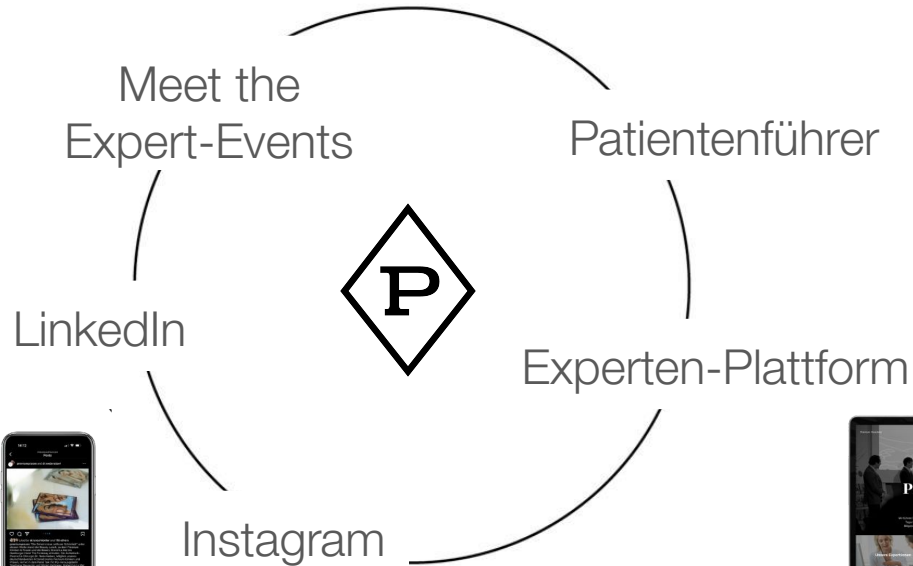 Meet the
Expert-Events
Patientenführer
P
LinkedIn
Experten-Plattform
Instagram